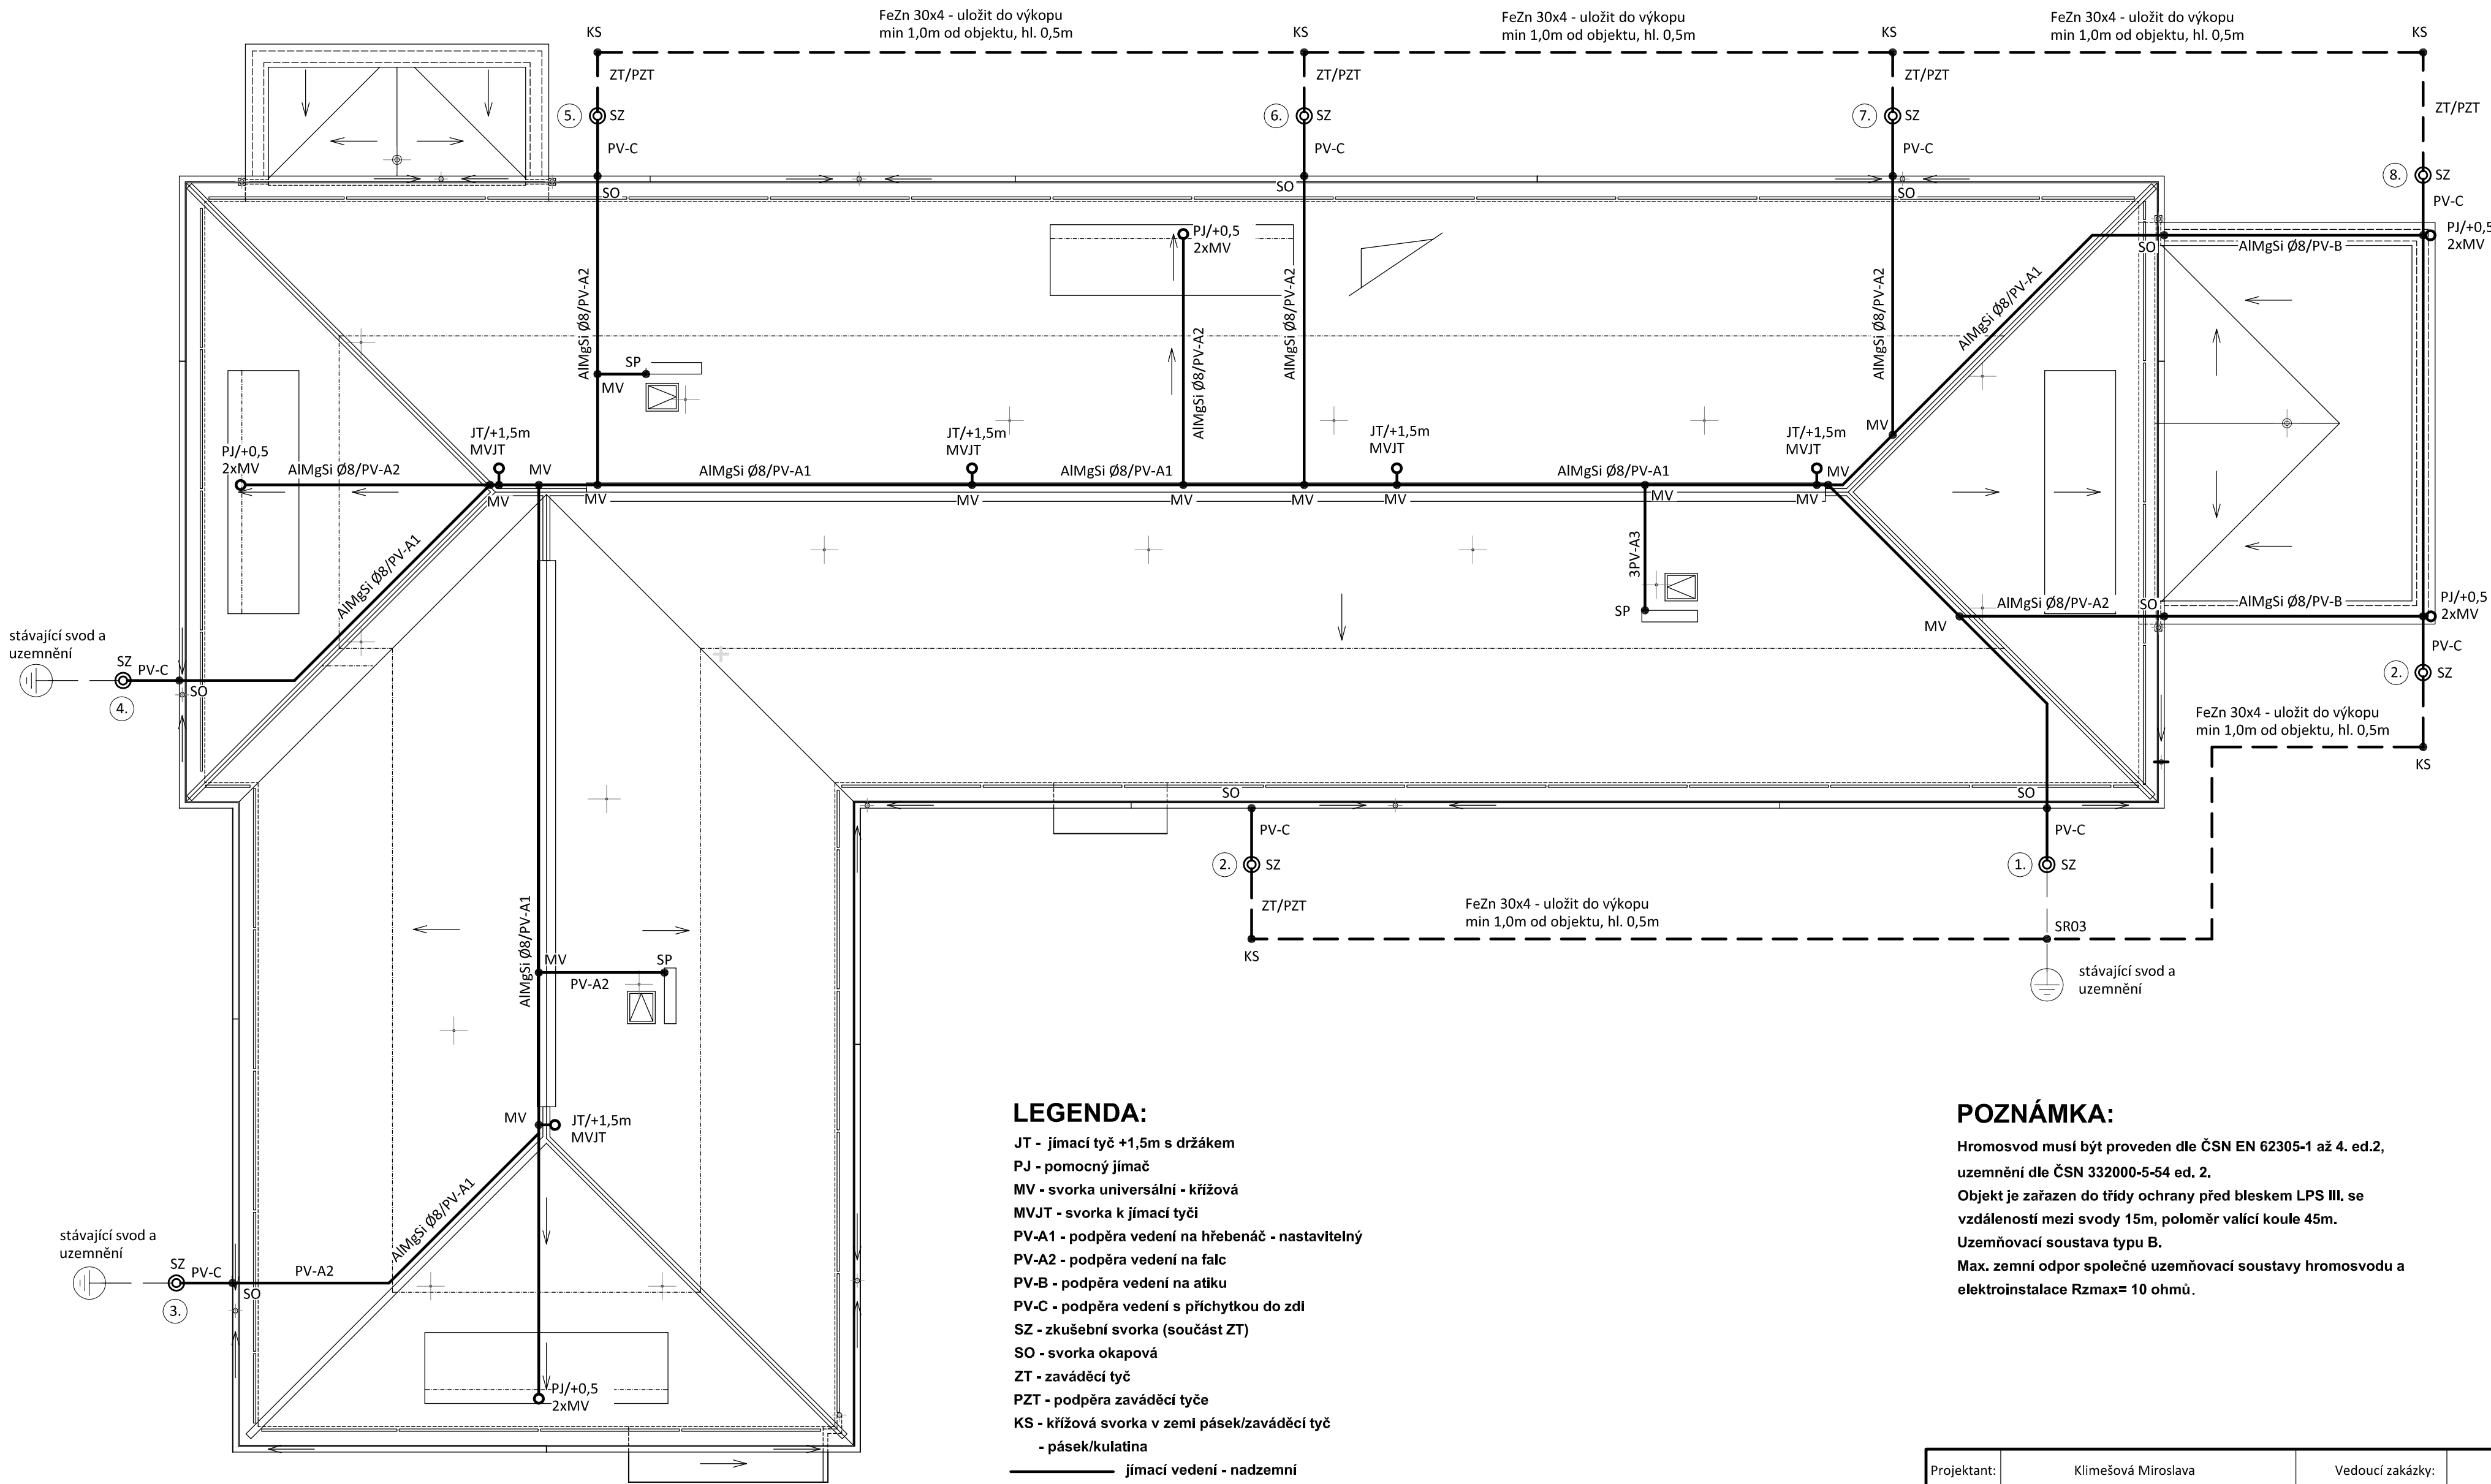 FeZn 30x4 - uložit do výkopu
min 1,0m od objektu, hl. 0,5m
FeZn 30x4 - uložit do výkopu
min 1,0m od objektu, hl. 0,5m
FeZn 30x4 - uložit do výkopu
min 1,0m od objektu, hl. 0,5m
KS
KS
KS
KS
ZT/PZT
ZT/PZT
ZT/PZT
ZT/PZT
5.
SZ
6.
SZ
7.
SZ
8.
SZ
PV-C
PV-C
PV-C
PV-C
SO
SO
SO
SO
PJ/+0,5
2xMV
PJ/+0,5
2xMV
AlMgSi Ø8/PV-B
AlMgSi Ø8/PV-A2
AlMgSi Ø8/PV-A2
AlMgSi Ø8/PV-A2
AlMgSi Ø8/PV-A2
AlMgSi Ø8/PV-A1
SP
MV
JT/+1,5m
MVJT
JT/+1,5m
MVJT
JT/+1,5m
MVJT
JT/+1,5m
MVJT
MV
PJ/+0,5
2xMV
AlMgSi Ø8/PV-A2
MV
AlMgSi Ø8/PV-A1
AlMgSi Ø8/PV-A1
AlMgSi Ø8/PV-A1
MV
MV
MV
MV
MV
MV
MV
MV
MV
AlMgSi Ø8/PV-A1
3PV-A3
SP
AlMgSi Ø8/PV-A2
SO
AlMgSi Ø8/PV-B
PJ/+0,5
2xMV
MV
PV-C
2.
SZ
stávající svod a
uzemnění
SZ
PV-C
SO
4.
FeZn 30x4 - uložit do výkopu
min 1,0m od objektu, hl. 0,5m
KS
SO
SO
PV-C
PV-C
2.
SZ
1.
SZ
ZT/PZT
FeZn 30x4 - uložit do výkopu
min 1,0m od objektu, hl. 0,5m
SR03
KS
stávající svod a
uzemnění
AlMgSi Ø8/PV-A1
MV
SP
PV-A2
MV
JT/+1,5m
MVJT
AlMgSi Ø8/PV-A1
stávající svod a
uzemnění
SZ
PV-C
PV-A2
SO
3.
PJ/+0,5
2xMV
LEGENDA:
JT - jímací tyč +1,5m s držákem
PJ - pomocný jímač
MV - svorka universální - křížová
MVJT - svorka k jímací tyči
PV-A1 - podpěra vedení na hřebenáč - nastavitelný
PV-A2 - podpěra vedení na falc
PV-B - podpěra vedení na atiku
PV-C - podpěra vedení s příchytkou do zdi
SZ - zkušební svorka (součást ZT)
SO - svorka okapová
ZT - zaváděcí tyč
PZT - podpěra zaváděcí tyče
KS - křížová svorka v zemi pásek/zaváděcí tyč
- pásek/kulatina
jímací vedení - nadzemní
POZNÁMKA:
Hromosvod musí být proveden dle ČSN EN 62305-1 až 4. ed.2,
uzemnění dle ČSN 332000-5-54 ed. 2.
Objekt je zařazen do třídy ochrany před bleskem LPS III. se
vzdáleností mezi svody 15m, poloměr valící koule 45m.
Uzemňovací soustava typu B.
Max. zemní odpor společné uzemňovací soustavy hromosvodu a
elektroinstalace Rzmax= 10 ohmů.
Projektant:
Klimešová Miroslava
Vedoucí zakázky: